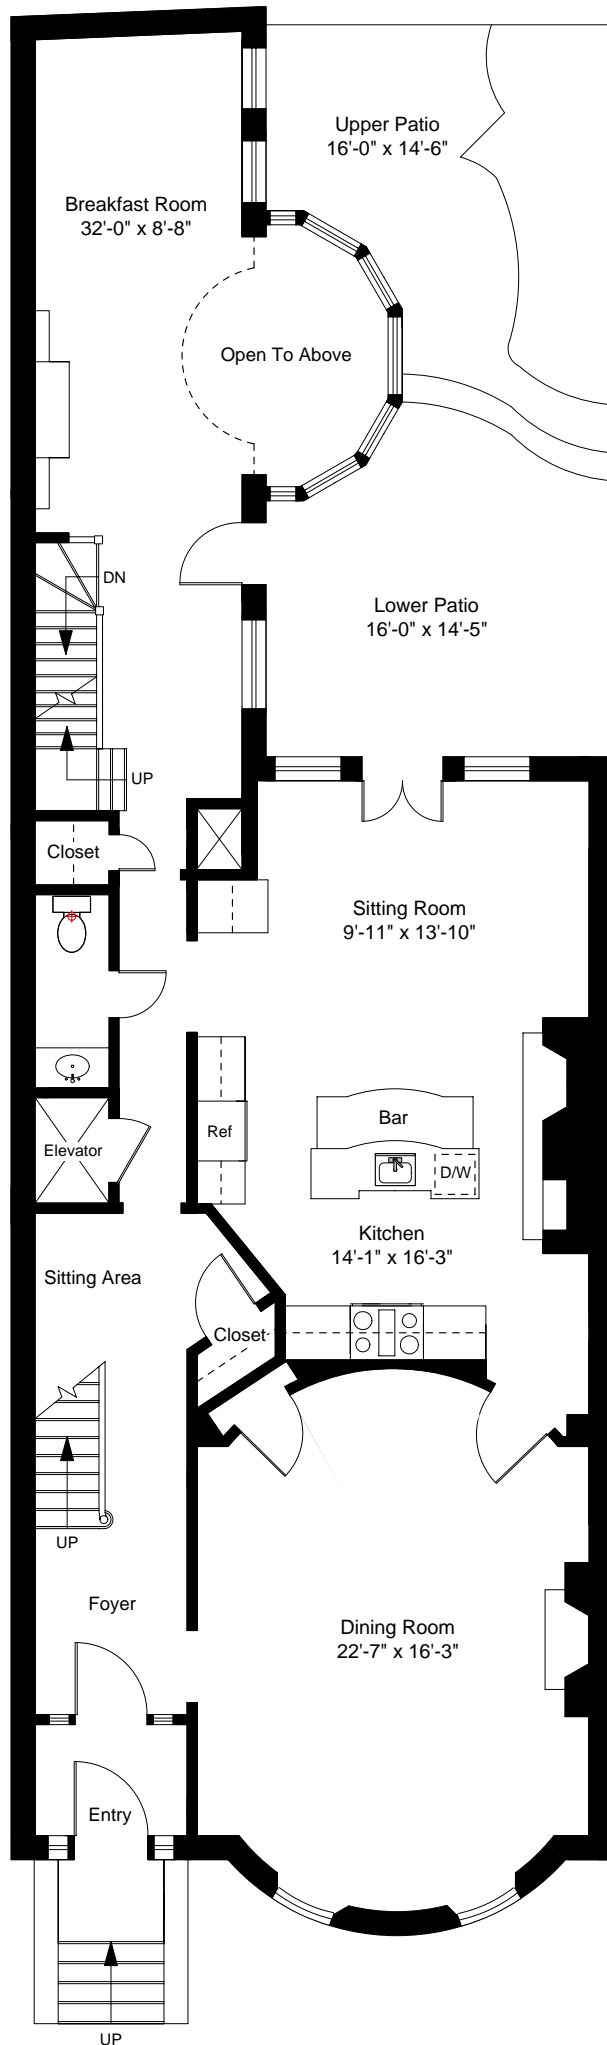 Upper Patio
16'-0" x 14'-6"
Breakfast Room
32'-0" x 8'-8"
Open To Above
DN
Lower Patio
16'-0" x 14'-5"
UP
Closet
Sitting Room
9'-11" x 13'-10"
Bar
Ref
Elevator
D/W
Kitchen
14'-1" x 16'-3"
Sitting Area
Closet
UP
Foyer
Dining Room
22'-7" x 16'-3"
Entry
UP